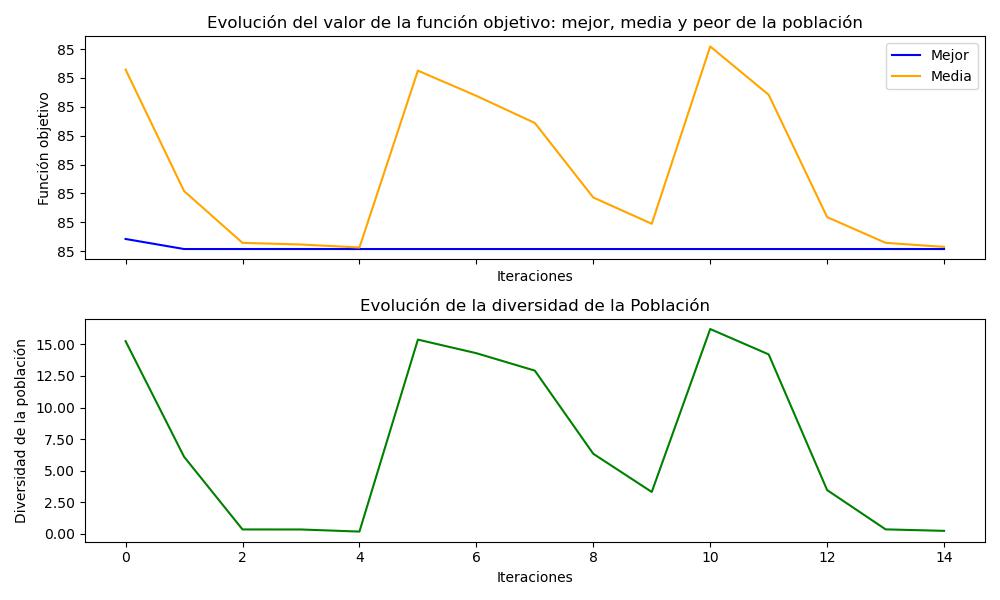 Evolución del valor de la función objetivo: mejor, media y peor de la población
Función objetivo
85
85
85
85
85
85
85
85
Mejor
Media
Iteraciones
Evolución de la diversidad de la Población
Diversidad de la población
15.00
12.50
10.00
7.50
5.00
2.50
0.00
0 2 4 6 8 10 12 14
Iteraciones